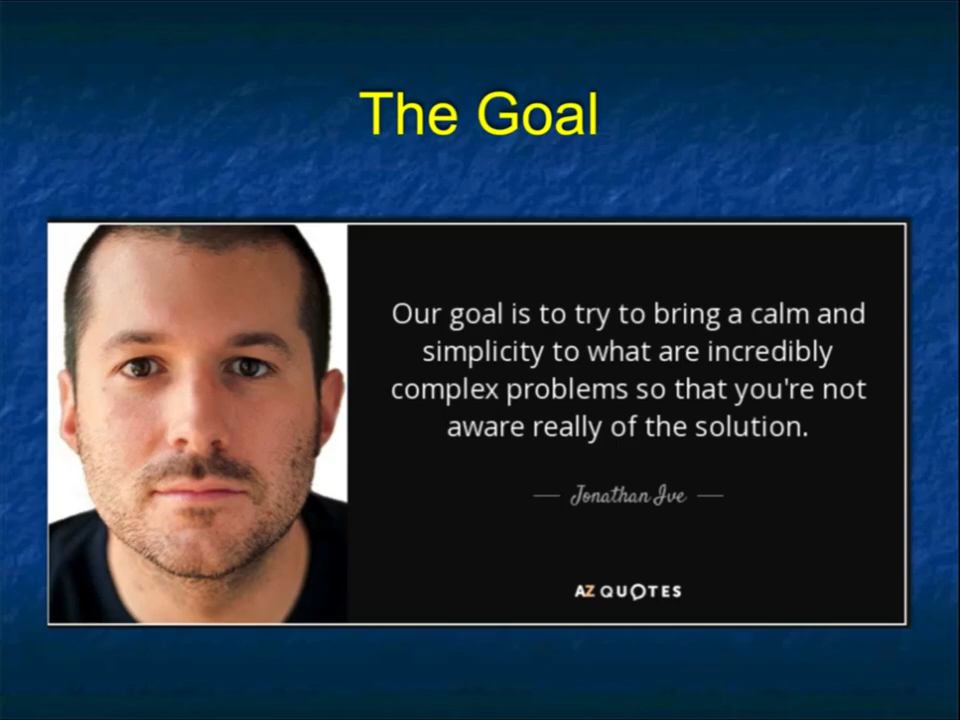 The Goal
Our goal is to try to bring a calm and
simplicity to what are incredibly
complex problems so that you're not
aware really of the solution.
Jonathan Ive
AZ QUOTES